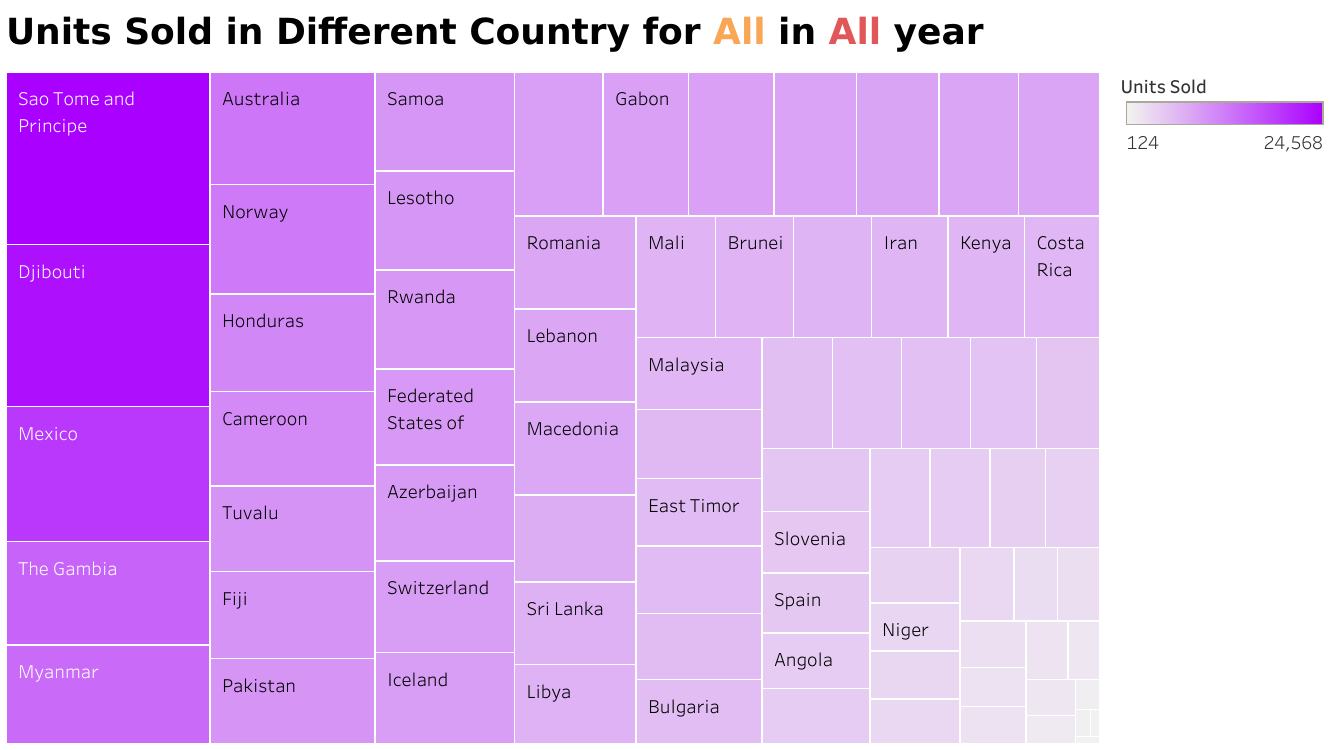 Units Sold in Different Country for All in All year
Units Sold
124
24,568
Sao Tome and
Principe
Djibouti
Mexico
The Gambia
Myanmar
Australia
Norway
Honduras
Cameroon
Tuvalu
Fiji
Pakistan
Samoa
Lesotho
Rwanda
Federated
States of
Azerbaijan
Switzerland
Iceland
Gabon
Romania
Lebanon
Macedonia
Sri Lanka
Libya
Mali
Brunei
Iran
Kenya
Costa
Rica
Malaysia
East Timor
Bulgaria
Slovenia
Spain
Angola
Niger